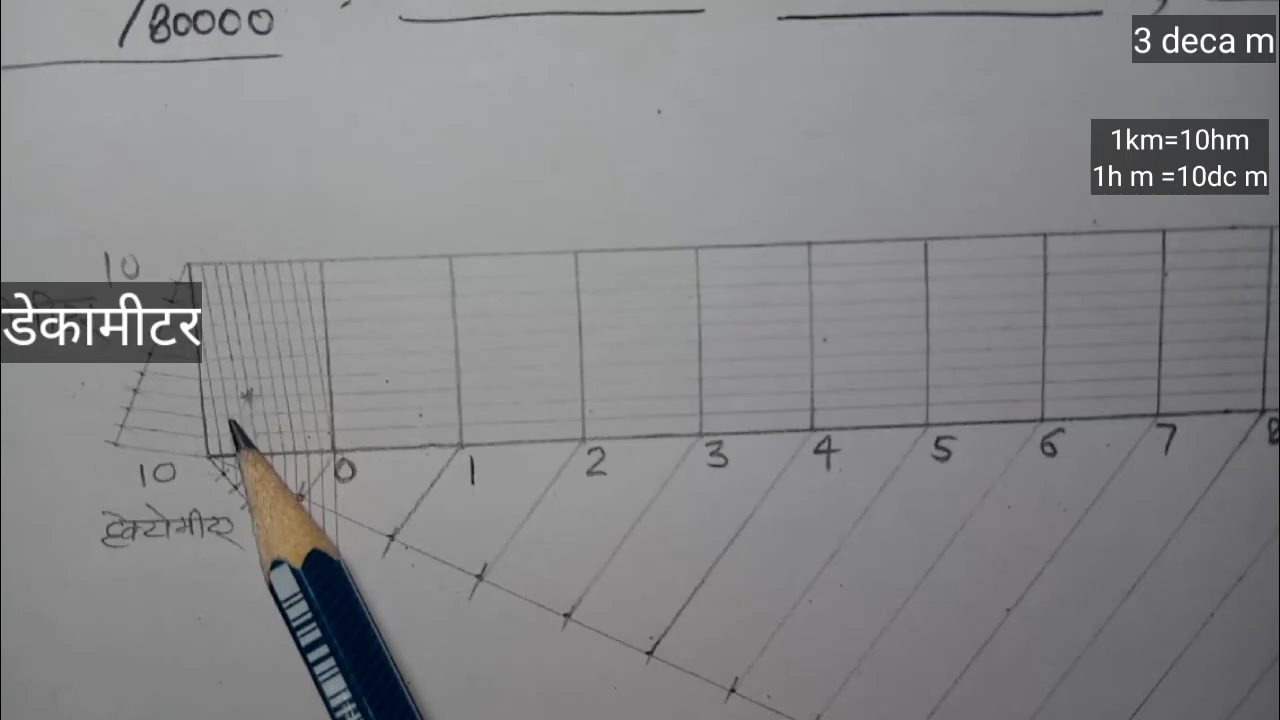 /80000
3 deca m
1km=10hm
1h m =10dc m
10
डेकामीटर
10 0 1 2 3 4 5 6 7 8
हेक्टोमीटर